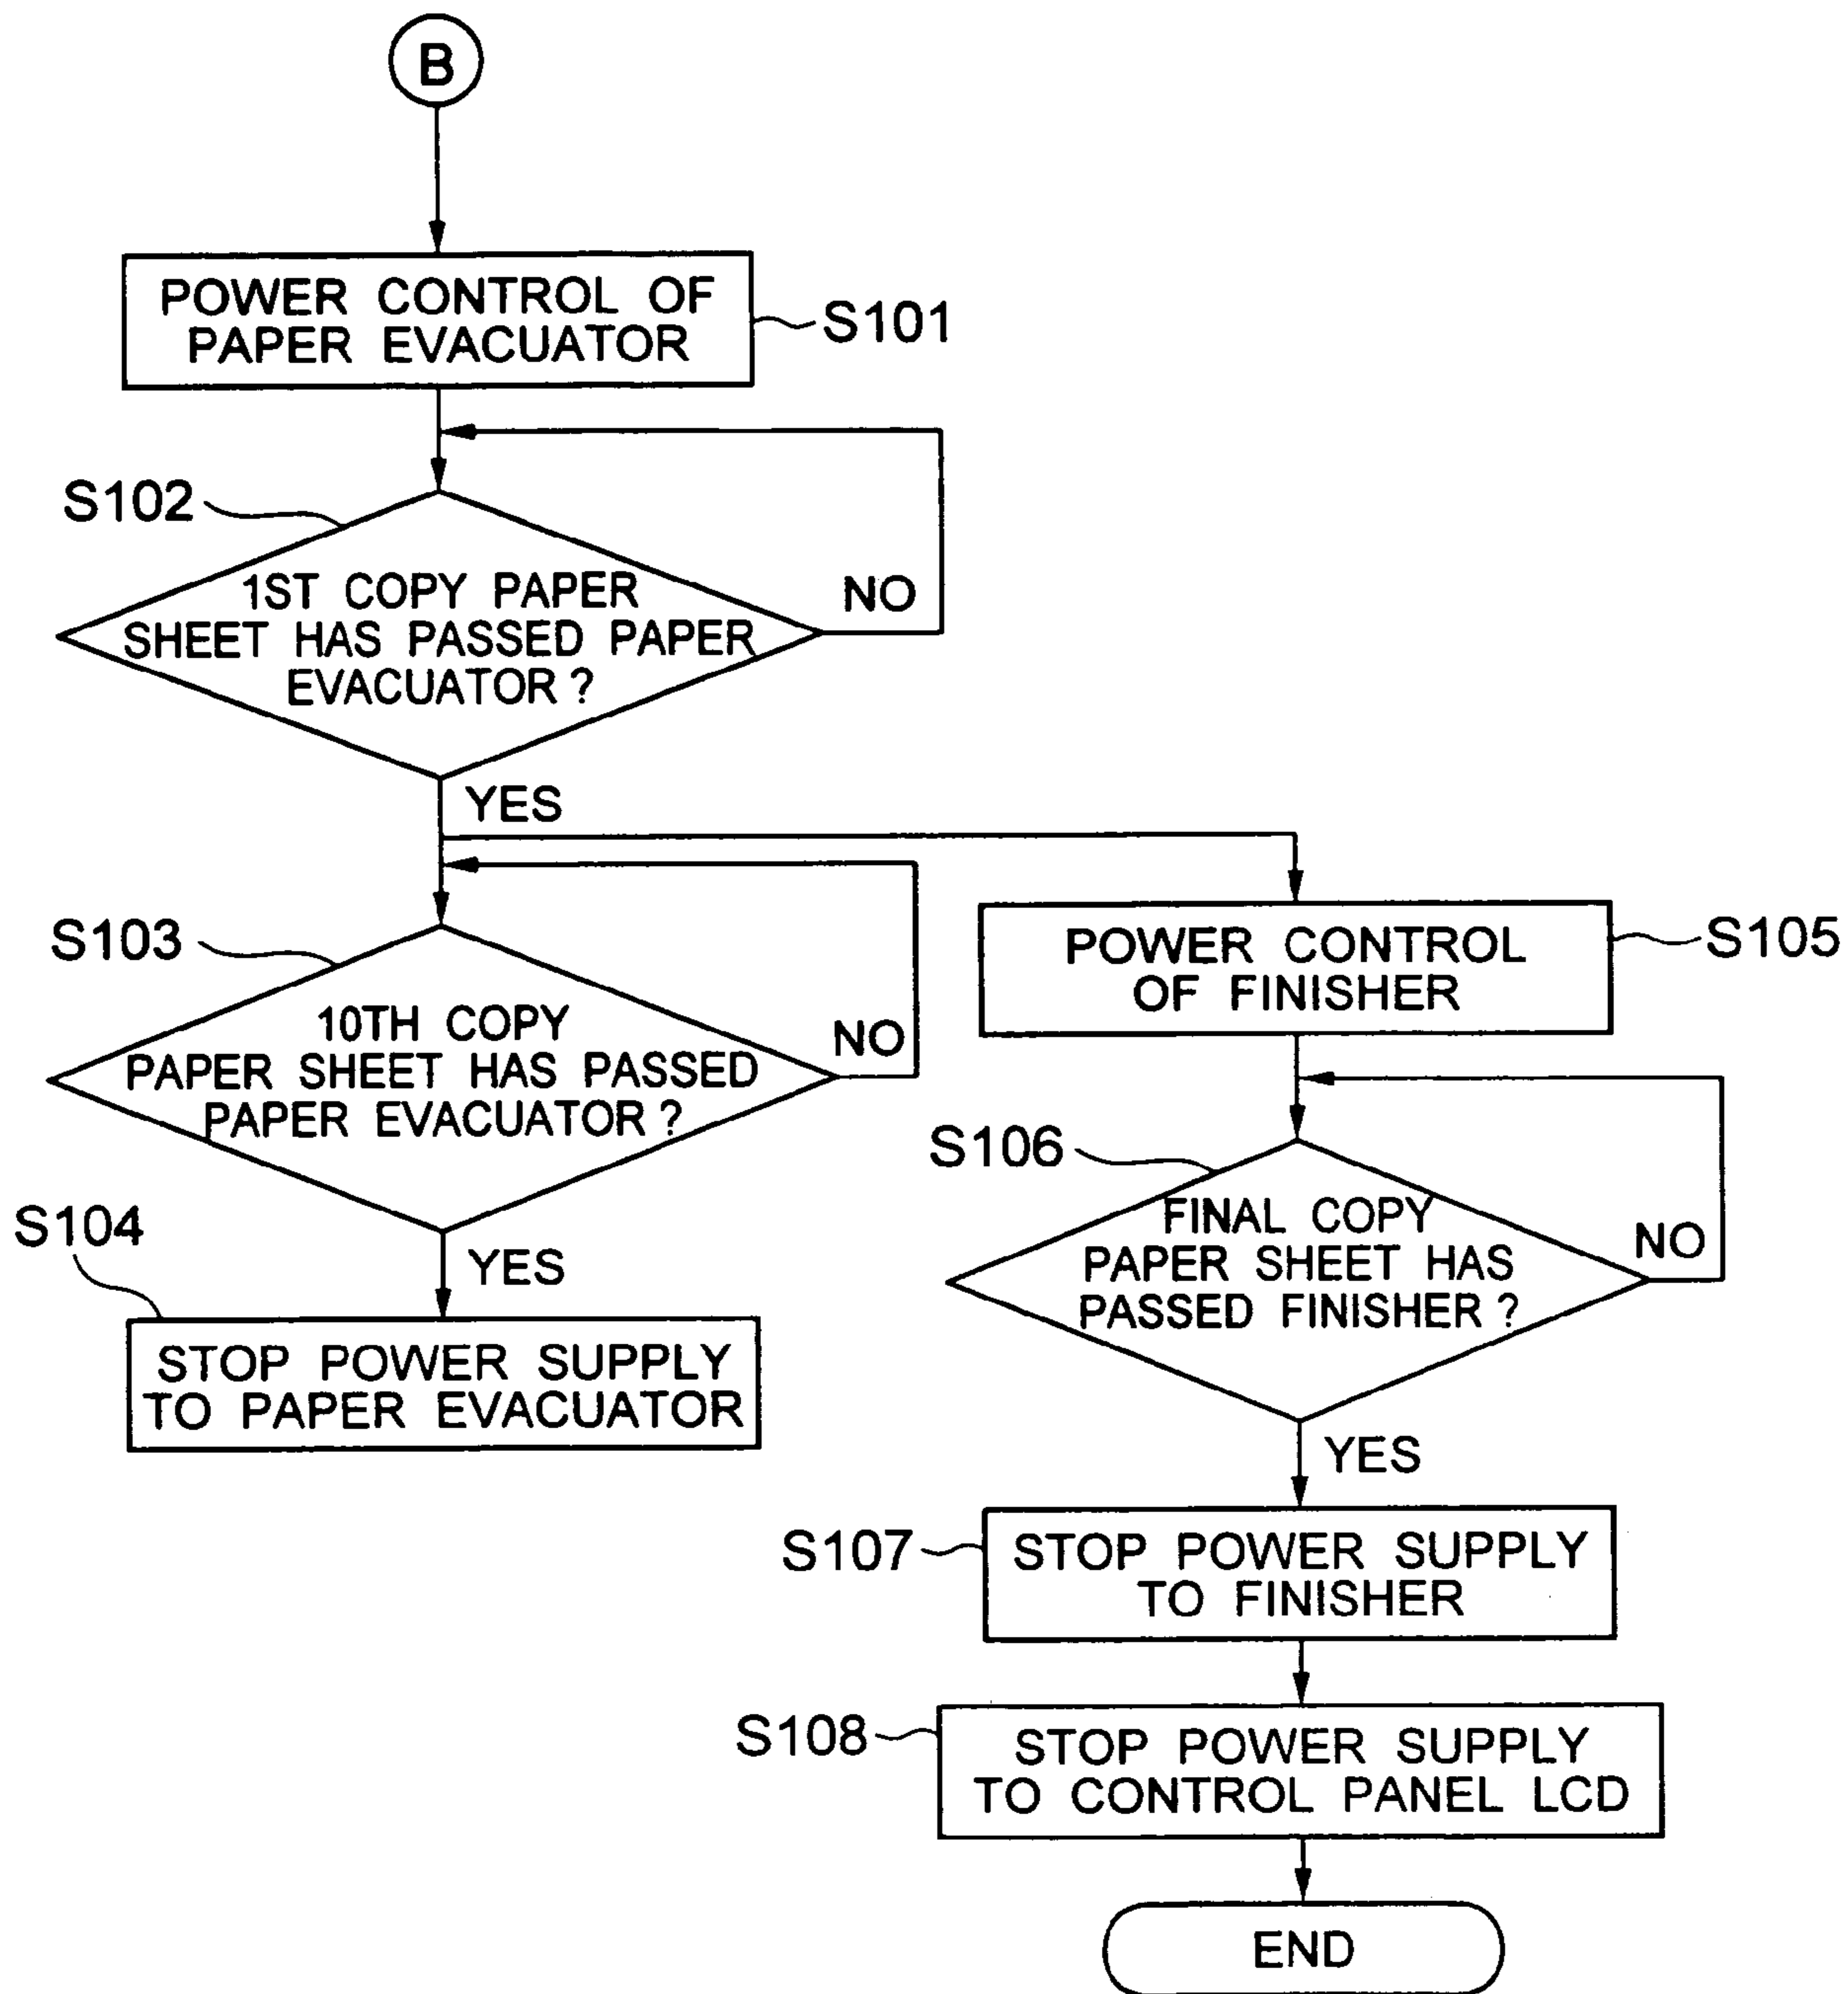 B
POWER CONTROL OF
PAPER EVACUATOR
S101
S102
1ST COPY PAPER
SHEET HAS PASSED PAPER
EVACUATOR?
NO
YES
S103
10TH COPY
PAPER SHEET HAS PASSED
PAPER EVACUATOR?
NO
YES
S104
STOP POWER SUPPLY
TO PAPER EVACUATOR
POWER CONTROL
OF FINISHER
S105
S106
FINAL COPY
PAPER SHEET HAS
PASSED FINISHER?
NO
YES
S107
STOP POWER SUPPLY
TO FINISHER
S108
STOP POWER SUPPLY
TO CONTROL PANEL LCD
END